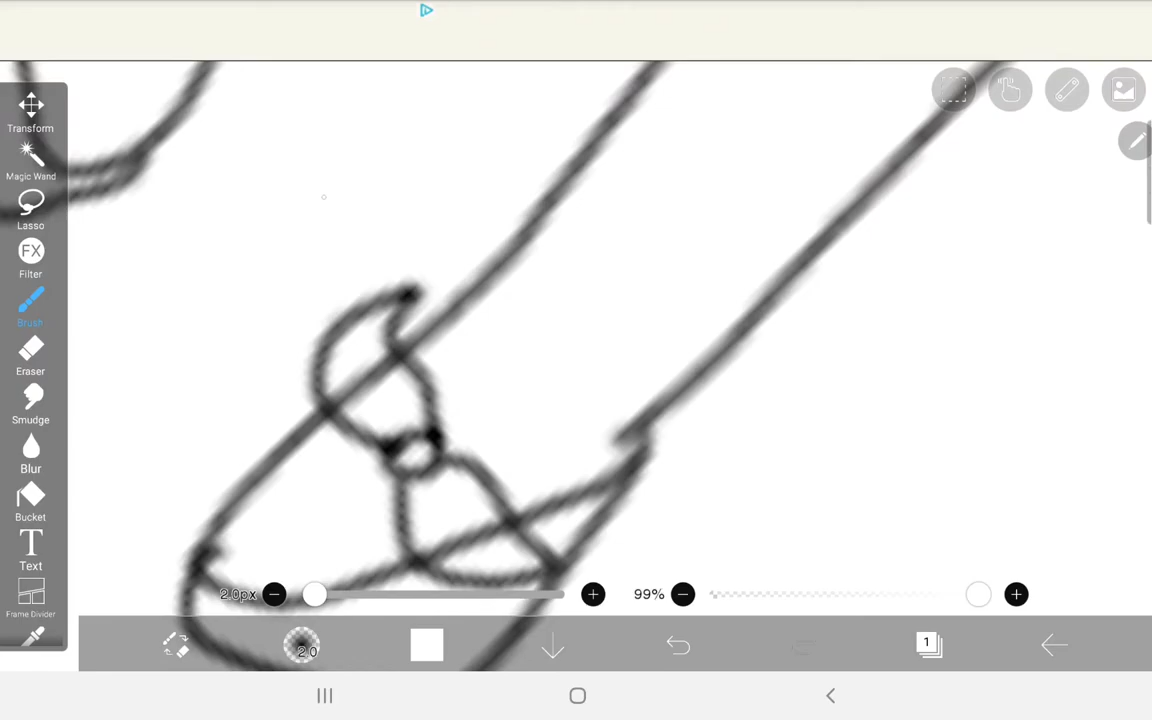 Transform
Magic Wand
Lasso
FX
Filter
Brush
Eraser
Smudge
Blur
Bucket
T
Text
Frame Divider
2.0px
99%
2.0
1